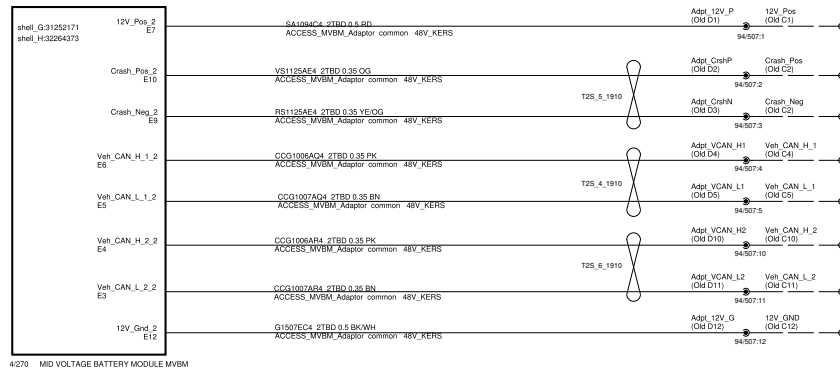 shell_G:31252171
shell_H:32264373
12V_Pos_2
E7
SA1094C4 2TBD 0.5 RD
ACCESS_MVBM_Adaptor common 48V_KERS
Adpt_12V_P
(Old D1)
12V_Pos
(Old C1)
94/507:1
Crash_Pos_2
E10
VS1125AE4 2TBD 0.35 OG
ACCESS_MVBM_Adaptor common 48V_KERS
Adpt_CrshP
(Old D2)
Crash_Pos
(Old C2)
94/507:2
T2S_5_1910
Crash_Neg_2
E9
RS1125AE4 2TBD 0.35 YE/OG
ACCESS_MVBM_Adaptor common 48V_KERS
Adpt_CrshN
(Old D3)
Crash_Neg
(Old C2)
94/507:3
Veh_CAN_H_1_2
E6
CCG1006AQ4 2TBD 0.35 PK
ACCESS_MVBM_Adaptor common 48V_KERS
Adpt_VCAN_H1
(Old D4)
Veh_CAN_H_1
(Old C4)
94/507:4
T2S_4_1910
Veh_CAN_L_1_2
E5
CCG1007AQ4 2TBD 0.35 BN
ACCESS_MVBM_Adaptor common 48V_KERS
Adpt_VCAN_L1
(Old D5)
Veh_CAN_L_1
(Old C5)
94/507:5
Veh_CAN_H_2_2
E4
CCG1006AR4 2TBD 0.35 PK
ACCESS_MVBM_Adaptor common 48V_KERS
Adpt_VCAN_H2
(Old D10)
Veh_CAN_H_2
(Old C10)
94/507:10
T2S_6_1910
Veh_CAN_L_2_2
E3
CCG1007AR4 2TBD 0.35 BN
ACCESS_MVBM_Adaptor common 48V_KERS
Adpt_VCAN_L2
(Old D11)
Veh_CAN_L_2
(Old C11)
94/507:11
12V_Gnd_2
E12
G1507EC4 2TBD 0.5 BK/WH
ACCESS_MVBM_Adaptor common 48V_KERS
Adpt_12V_G
(Old D12)
12V_GND
(Old C12)
94/507:12
4/270 MID VOLTAGE BATTERY MODULE MVBM